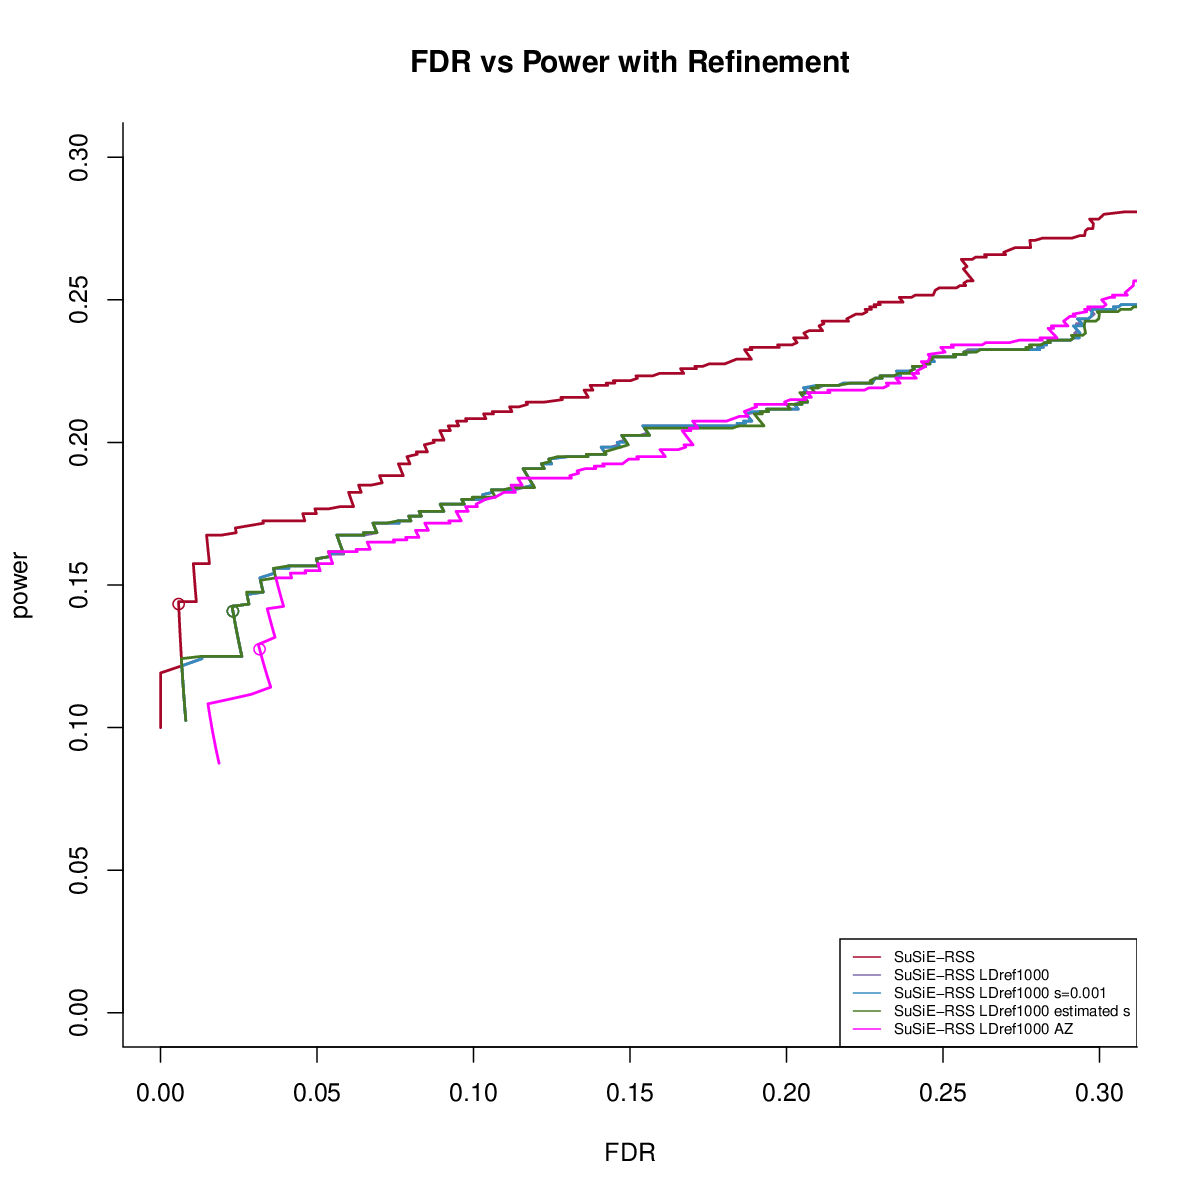 FDR vs Power with Refinement
power
0.30
0.25
0.20
0.15
0.10
0.05
0.00
SuSiE−RSS
SuSiE−RSS LDref1000
SuSiE−RSS LDref1000 s=0.001
SuSiE−RSS LDref1000 estimated s
SuSiE−RSS LDref1000 AZ
0.00 0.05 0.10 0.15 0.20 0.25 0.30
FDR